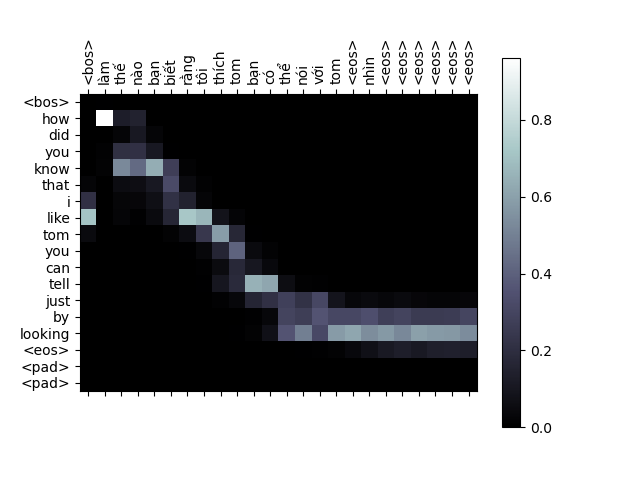 <bos> làm thế nào bạn biết rằng tôi thích tom bạn có thể nói với tom <eos> nhìn <eos> <eos> <eos> <eos> <eos> <eos>
<bos>
how
did
you
know
that
i
like
tom
you
can
tell
just
by
looking
<eos>
<pad>
<pad>
0.8
0.6
0.4
0.2
0.0